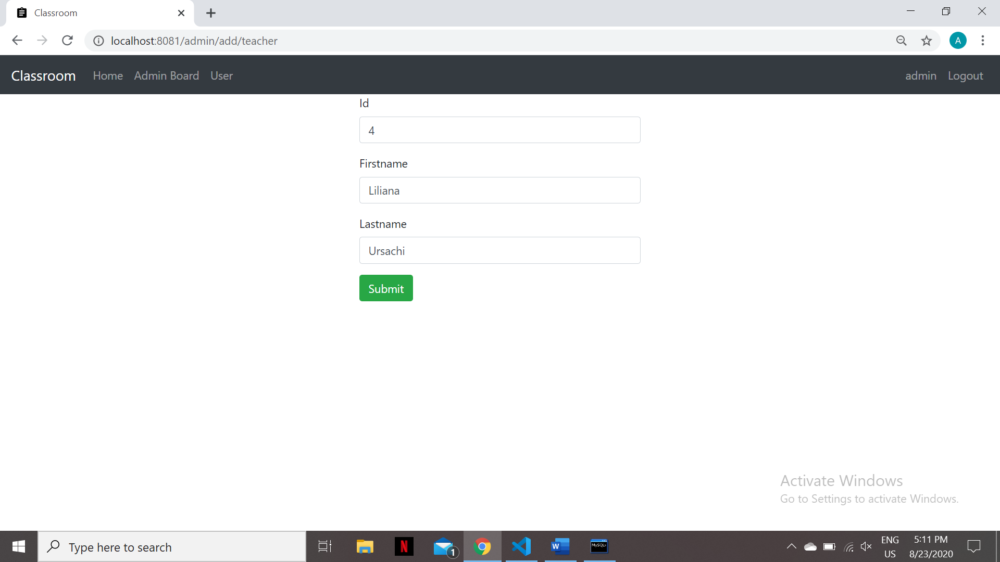 Classroom
localhost:8081/admin/add/teacher
A
Classroom Home Admin Board User admin Logout
Id
4
Firstname
Liliana
Lastname
Ursachi
Submit
Activate Windows
Go to Settings to activate Windows.
Type here to search
N
1
W
MySQL>
ENG
US
5:11 PM
8/23/2020